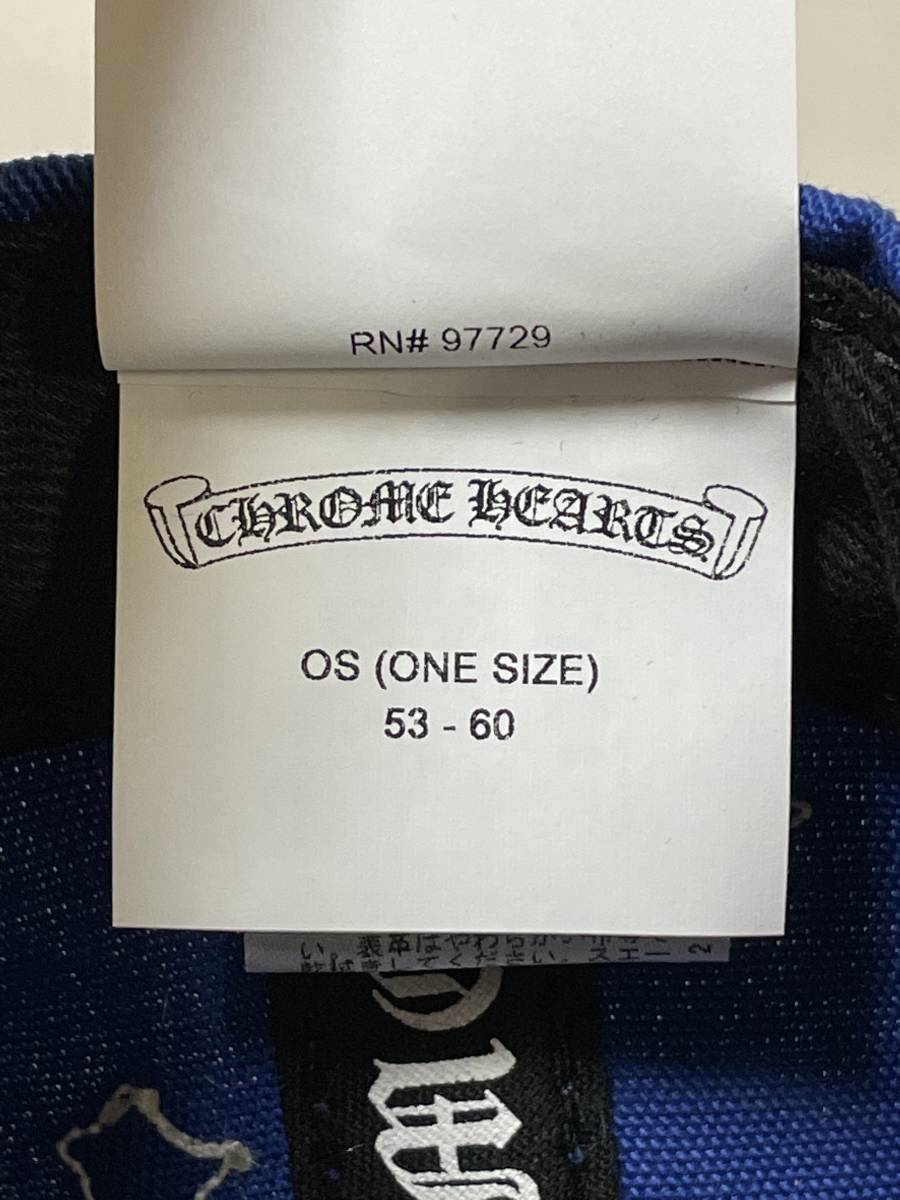 RN# 97729
CHROME HEARTS
OS (ONE SIZE)
53 - 60